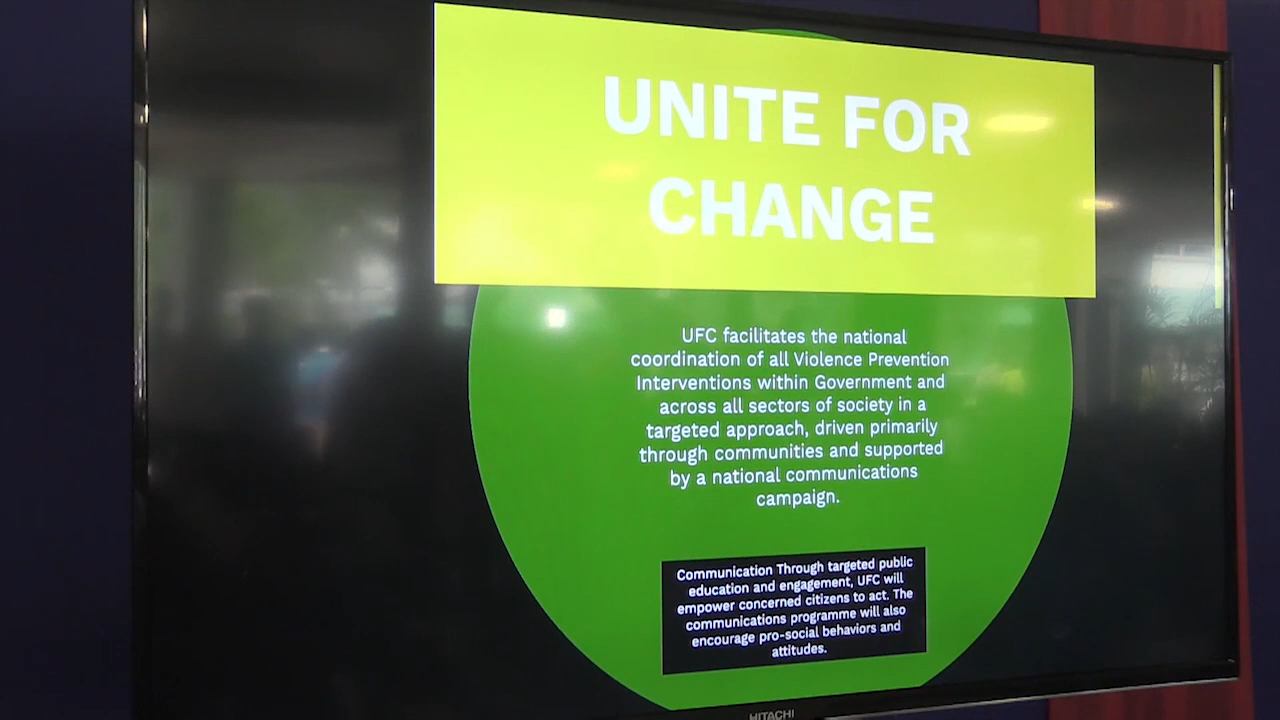 UNITE FOR
CHANGE
UFC facilitates the national
coordination of all Violence Prevention
Interventions within Government and
across all sectors of society in a
targeted approach, driven primarily
through communities and supported
by a national communications
campaign.
Communication Through targeted public
education and engagement, UFC will
empower concerned citizens to act. The
communications programme will also
encourage pro-social behaviors and
attitudes.
HITACHI